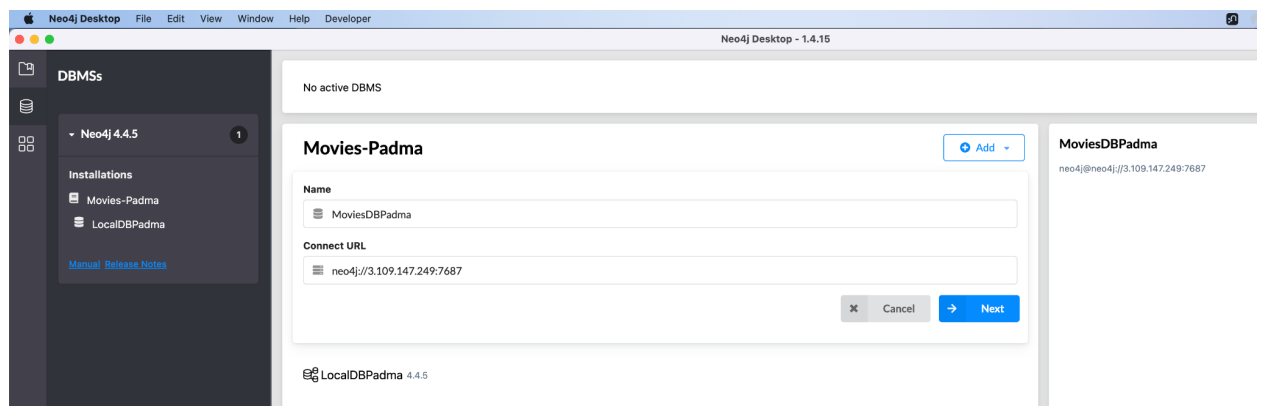 Neo4j Desktop File Edit View Window Help Developer
Neo4j Desktop - 1.4.15
DBMSs
Neo4j 4.4.5 1
Installations
Movies-Padma
LocalDBPadma
Manual Release Notes
No active DBMS
Movies-Padma
Add
Name
MoviesDBPadma
Connect URL
neo4j://3.109.147.249:7687
Cancel Next
LocalDBPadma 4.4.5
MoviesDBPadma
neo4j@neo4j://3.109.147.249:7687